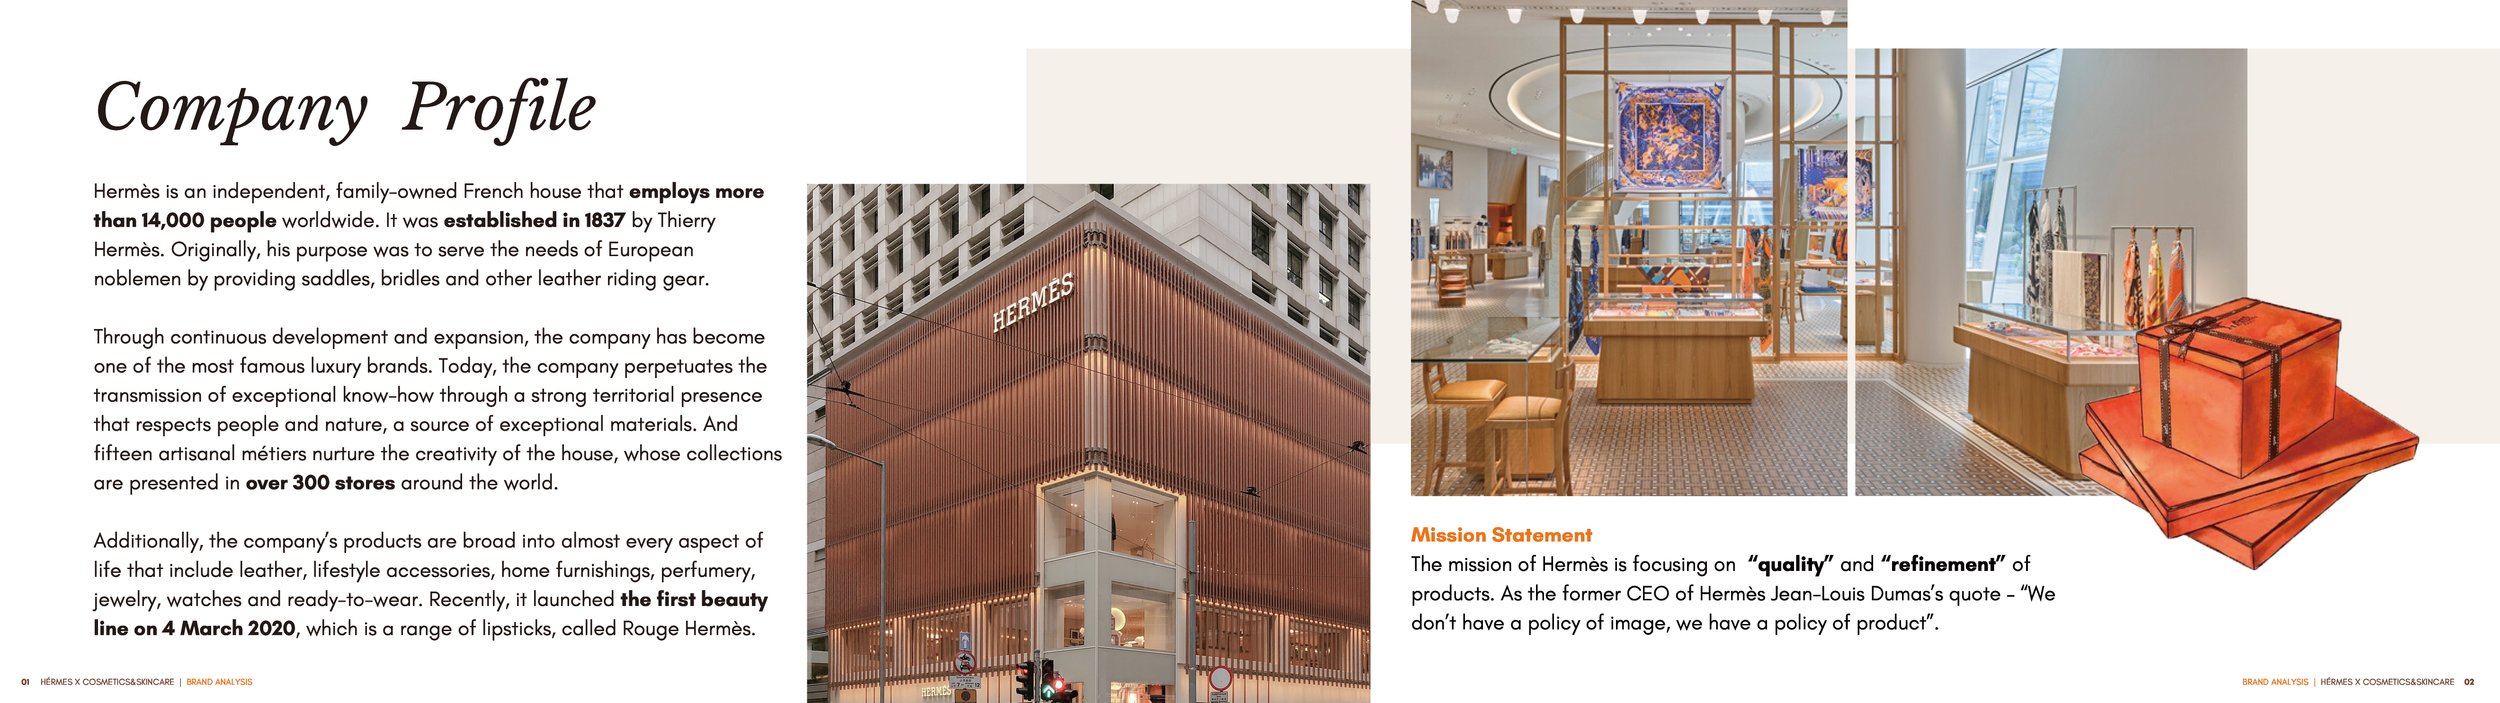 Company Profile
Hermès is an independent, family-owned French house that employs more
than 14,000 people worldwide. It was established in 1837 by Thierry
Hermès. Originally, his purpose was to serve the needs of European
noblemen by providing saddles, bridles and other leather riding gear.
Through continuous development and expansion, the company has become
one of the most famous luxury brands. Today, the company perpetuates the
transmission of exceptional know-how through a strong territorial presence
that respects people and nature, a source of exceptional materials. And
fifteen artisanal métiers nurture the creativity of the house, whose collections
are presented in over 300 stores around the world.
Additionally, the company's products are broad into almost every aspect of
life that include leather, lifestyle accessories, home furnishings, perfumery,
jewelry, watches and ready-to-wear. Recently, it launched the first beauty
line on 4 March 2020, which is a range of lipsticks, called Rouge Hermès.
01 HÉRMES X COSMETICS&SKINCARE | BRAND ANALYSIS
HERMÈS
HERMÈS
Mission Statement
The mission of Hermès is focusing on “quality” and “refinement” of
products. As the former CEO of Hermès Jean-Louis Dumas’s quote - “We
don’t have a policy of image, we have a policy of product”.
BRAND ANALYSIS | HÉRMES X COSMETICS&SKINCARE 02